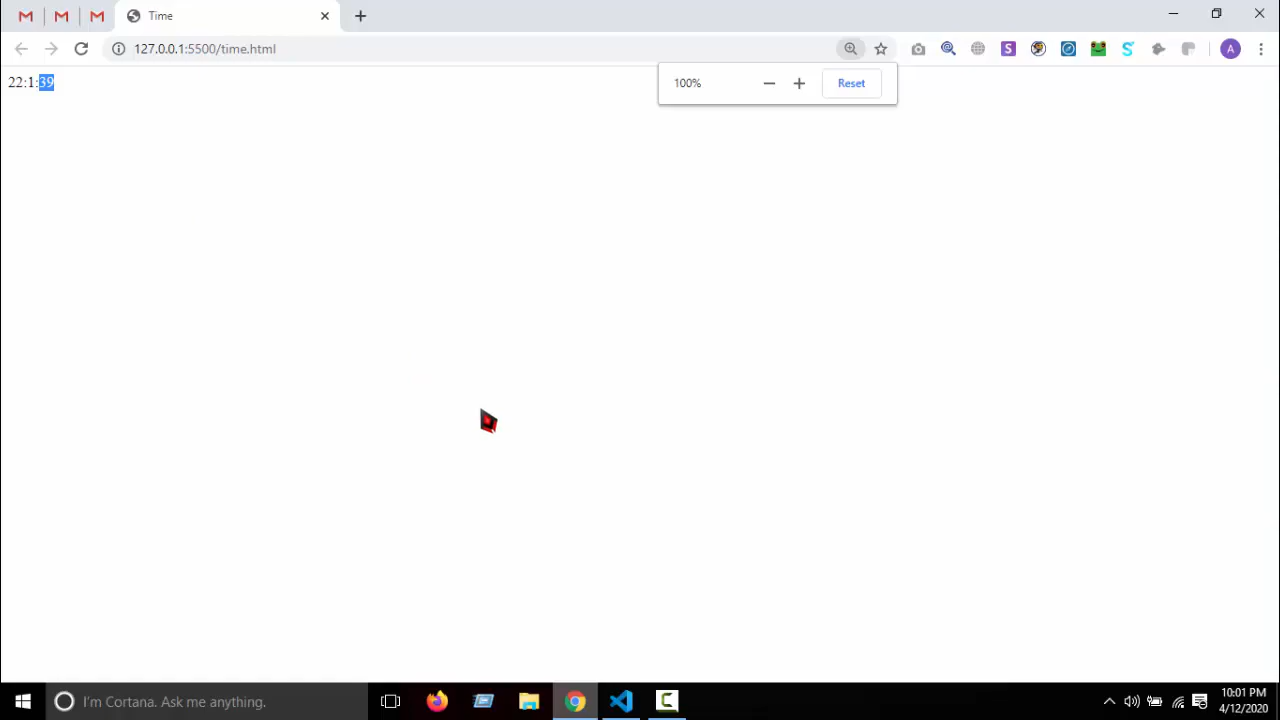 Time
127.0.0.1:5500/time.html
A
22:1:39
100%
Reset
I'm Cortana. Ask me anything.
10:01 PM
4/12/2020